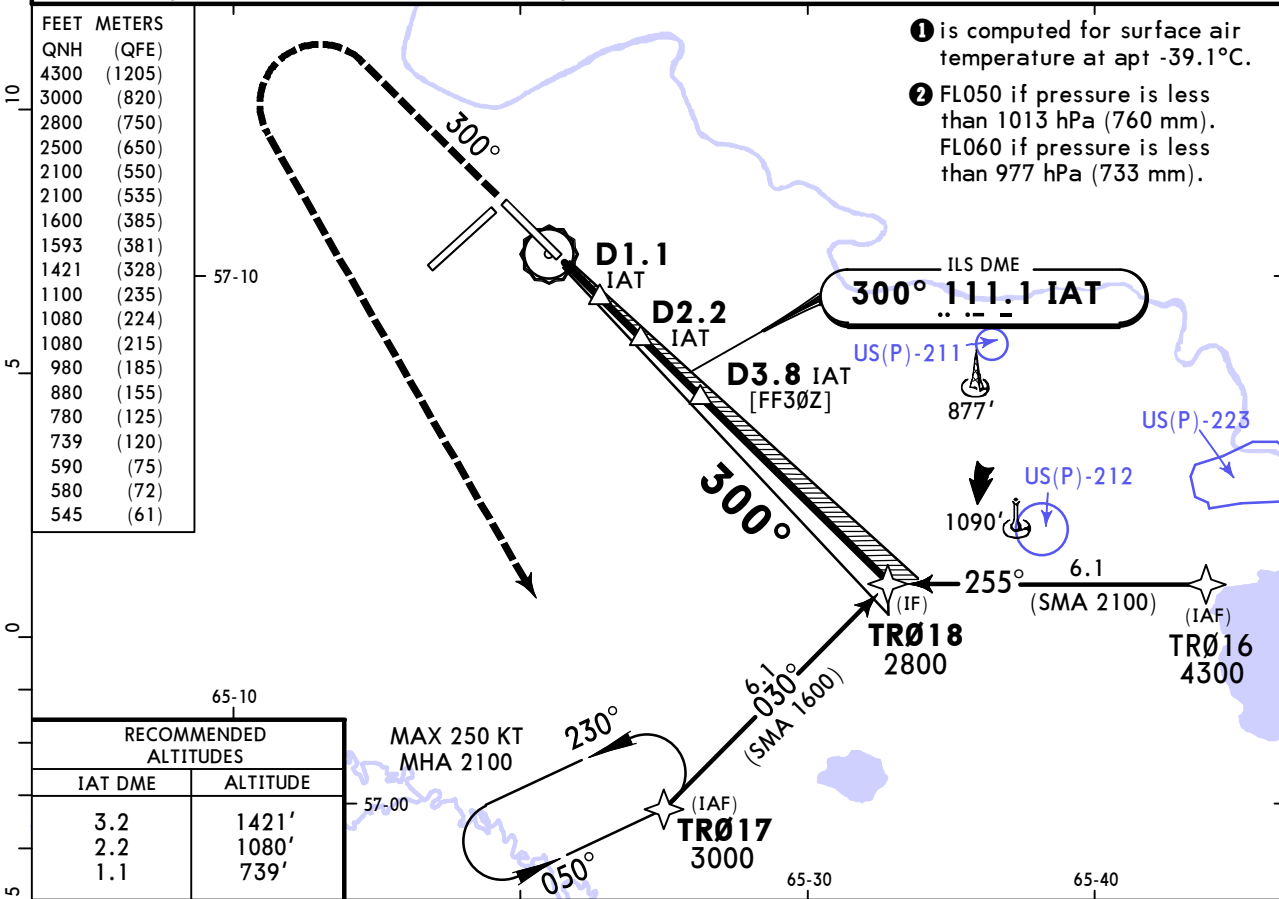 FEET METERS
QNH (QFE)
4300 (1205)
3000 (820)
2800 (750)
2500 (650)
2100 (550)
2100 (535)
1600 (385)
1593 (381)
1421 (328)
1100 (235)
1080 (224)
1080 (215)
980 (185)
880 (155)
780 (125)
739 (120)
590 (75)
580 (72)
545 (61)
❶ is computed for surface air
temperature at apt -39.1°C.
❷ FL050 if pressure is less
than 1013 hPa (760 mm).
FL060 if pressure is less
than 977 hPa (733 mm).
10
5
0
5
300°
57-10
D1.1
IAT
D2.2
IAT
D3.8 IAT
[FF3ØZ]
ILS DME
300° 111.1 IAT
US(P)-211
877'
US(P)-223
US(P)-212
1090'
300°
255°
6.1
(SMA 2100)
(IF)
TRØ18
2800
(IAF)
TRØ16
4300
6.1
030°
(SMA 1600)
65-10
MAX 250 KT
MHA 2100
230°
050°
57-00
(IAF)
TRØ17
3000
65-30
65-40
RECOMMENDED
ALTITUDES
IAT DME ALTITUDE
3.2 1421'
2.2 1080'
1.1 739'